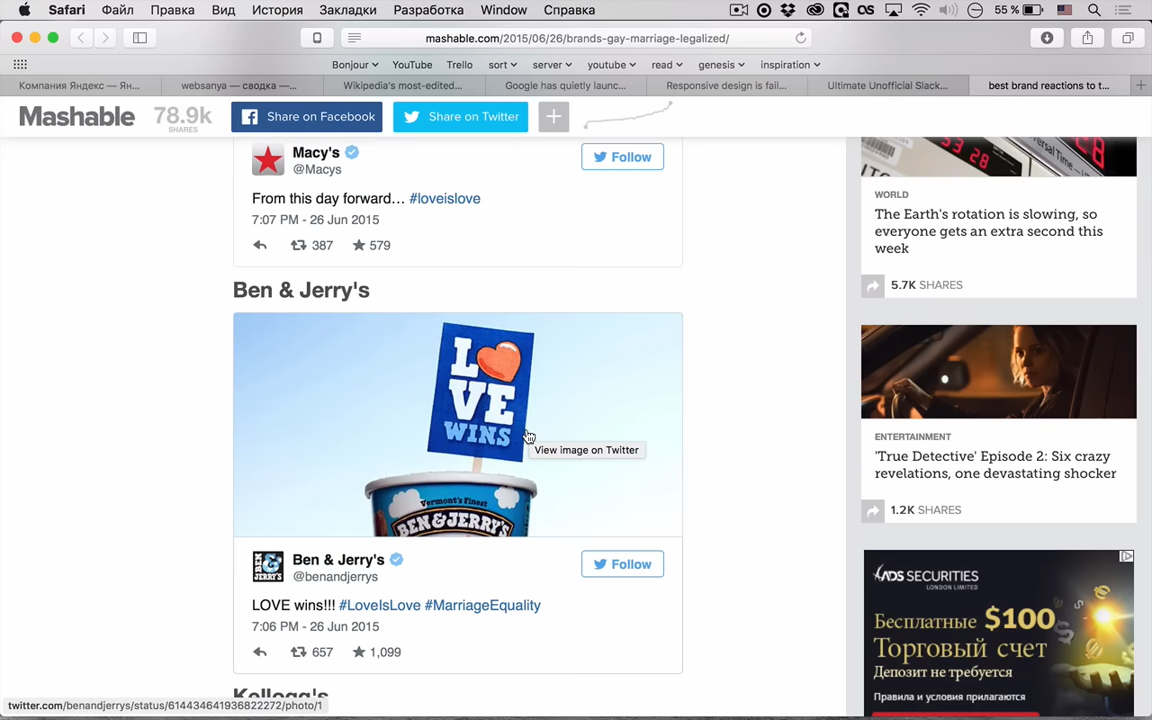 Safari Файл Правка Вид История Закладки Разработка Window Справка 55 %
mashable.com/2015/06/26/brands-gay-marriage-legalized/
Bonjour YouTube Trello sort server youtube read genesis inspiration
Компания Яндекс — Ян... websanya — сводка —... Wikipedia's most-edited... Google has quietly launc... Responsive design is fail... Ultimate Unofficial Slack... best brand reactions to t...
Mashable 78.9k SHARES Share on Facebook Share on Twitter
Macy's
@Macys
Follow
From this day forward… #loveislove
7:07 PM - 26 Jun 2015
387 579
Ben & Jerry's
LOVE
WINS
View image on Twitter
Vermont's Finest
BEN & JERRY'S
BEN & JERRY'S
Ben & Jerry's
@benandjerrys
Follow
LOVE wins!!! #LoveIsLove #MarriageEquality
7:06 PM - 26 Jun 2015
657 1,099
Kellogg's
twitter.com/benandjerrys/status/614434641936822272/photo/1
WORLD
The Earth's rotation is slowing, so
everyone gets an extra second this
week
5.7K SHARES
ENTERTAINMENT
'True Detective' Episode 2: Six crazy
revelations, one devastating shocker
1.2K SHARES
ADS SECURITIES
LONDON LIMITED
Бесплатные $100
Торговый счет
Депозит не требуется
Правила и условия прилагаются